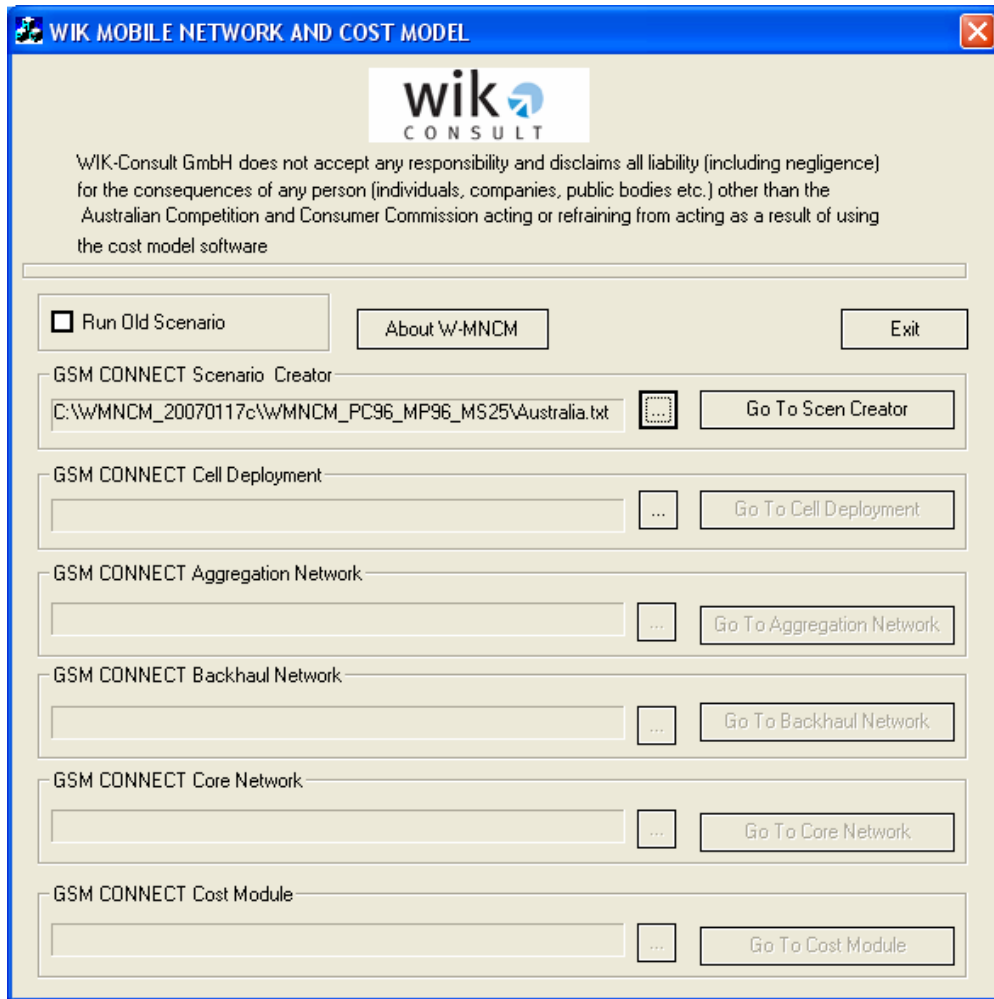 WIK MOBILE NETWORK AND COST MODEL
wik
CONSULT
WIK-Consult GmbH does not accept any responsibility and disclaims all liability (including negligence)
for the consequences of any person (individuals, companies, public bodies etc.) other than the
Australian Competition and Consumer Commission acting or refraining from acting as a result of using
the cost model software
Run Old Scenario
About W-MNCM
Exit
GSM CONNECT Scenario Creator
C:\WMNCM_20070117c\WMNCM_PC96_MP96_MS25\Australia.txt
...
Go To Scen Creator
GSM CONNECT Cell Deployment
...
Go To Cell Deployment
GSM CONNECT Aggregation Network
...
Go To Aggregation Network
GSM CONNECT Backhaul Network
...
Go To Backhaul Network
GSM CONNECT Core Network
...
Go To Core Network
GSM CONNECT Cost Module
...
Go To Cost Module